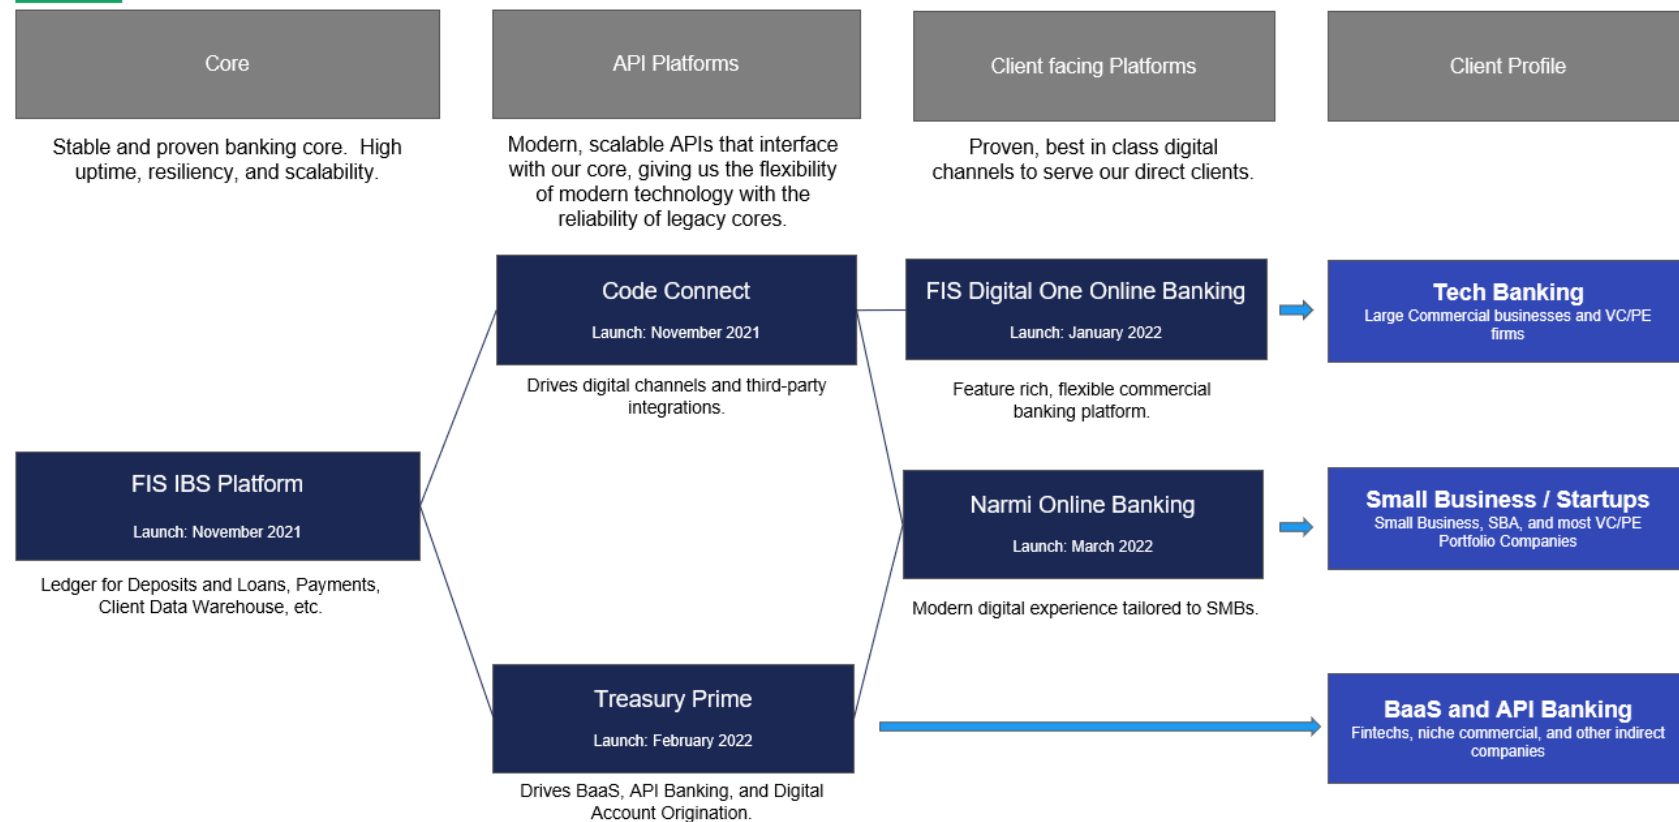 Core
API Platforms
Client facing Platforms
Client Profile
Stable and proven banking core.  High
uptime, resiliency, and scalability.
Modern, scalable APIs that interface
with our core, giving us the flexibility
of modern technology with the
reliability of legacy cores.
Proven, best in class digital
channels to serve our direct clients.
Code Connect
Launch: November 2021
Drives digital channels and third-party
integrations.
FIS Digital One Online Banking
Launch: January 2022
Feature rich, flexible commercial
banking platform.
Tech Banking
Large Commercial businesses and VC/PE
firms
FIS IBS Platform
Launch: November 2021
Ledger for Deposits and Loans, Payments,
Client Data Warehouse, etc.
Narmi Online Banking
Launch: March 2022
Modern digital experience tailored to SMBs.
Small Business / Startups
Small Business, SBA, and most VC/PE
Portfolio Companies
Treasury Prime
Launch: February 2022
Drives BaaS, API Banking, and Digital
Account Origination.
BaaS and API Banking
Fintechs, niche commercial, and other indirect
companies